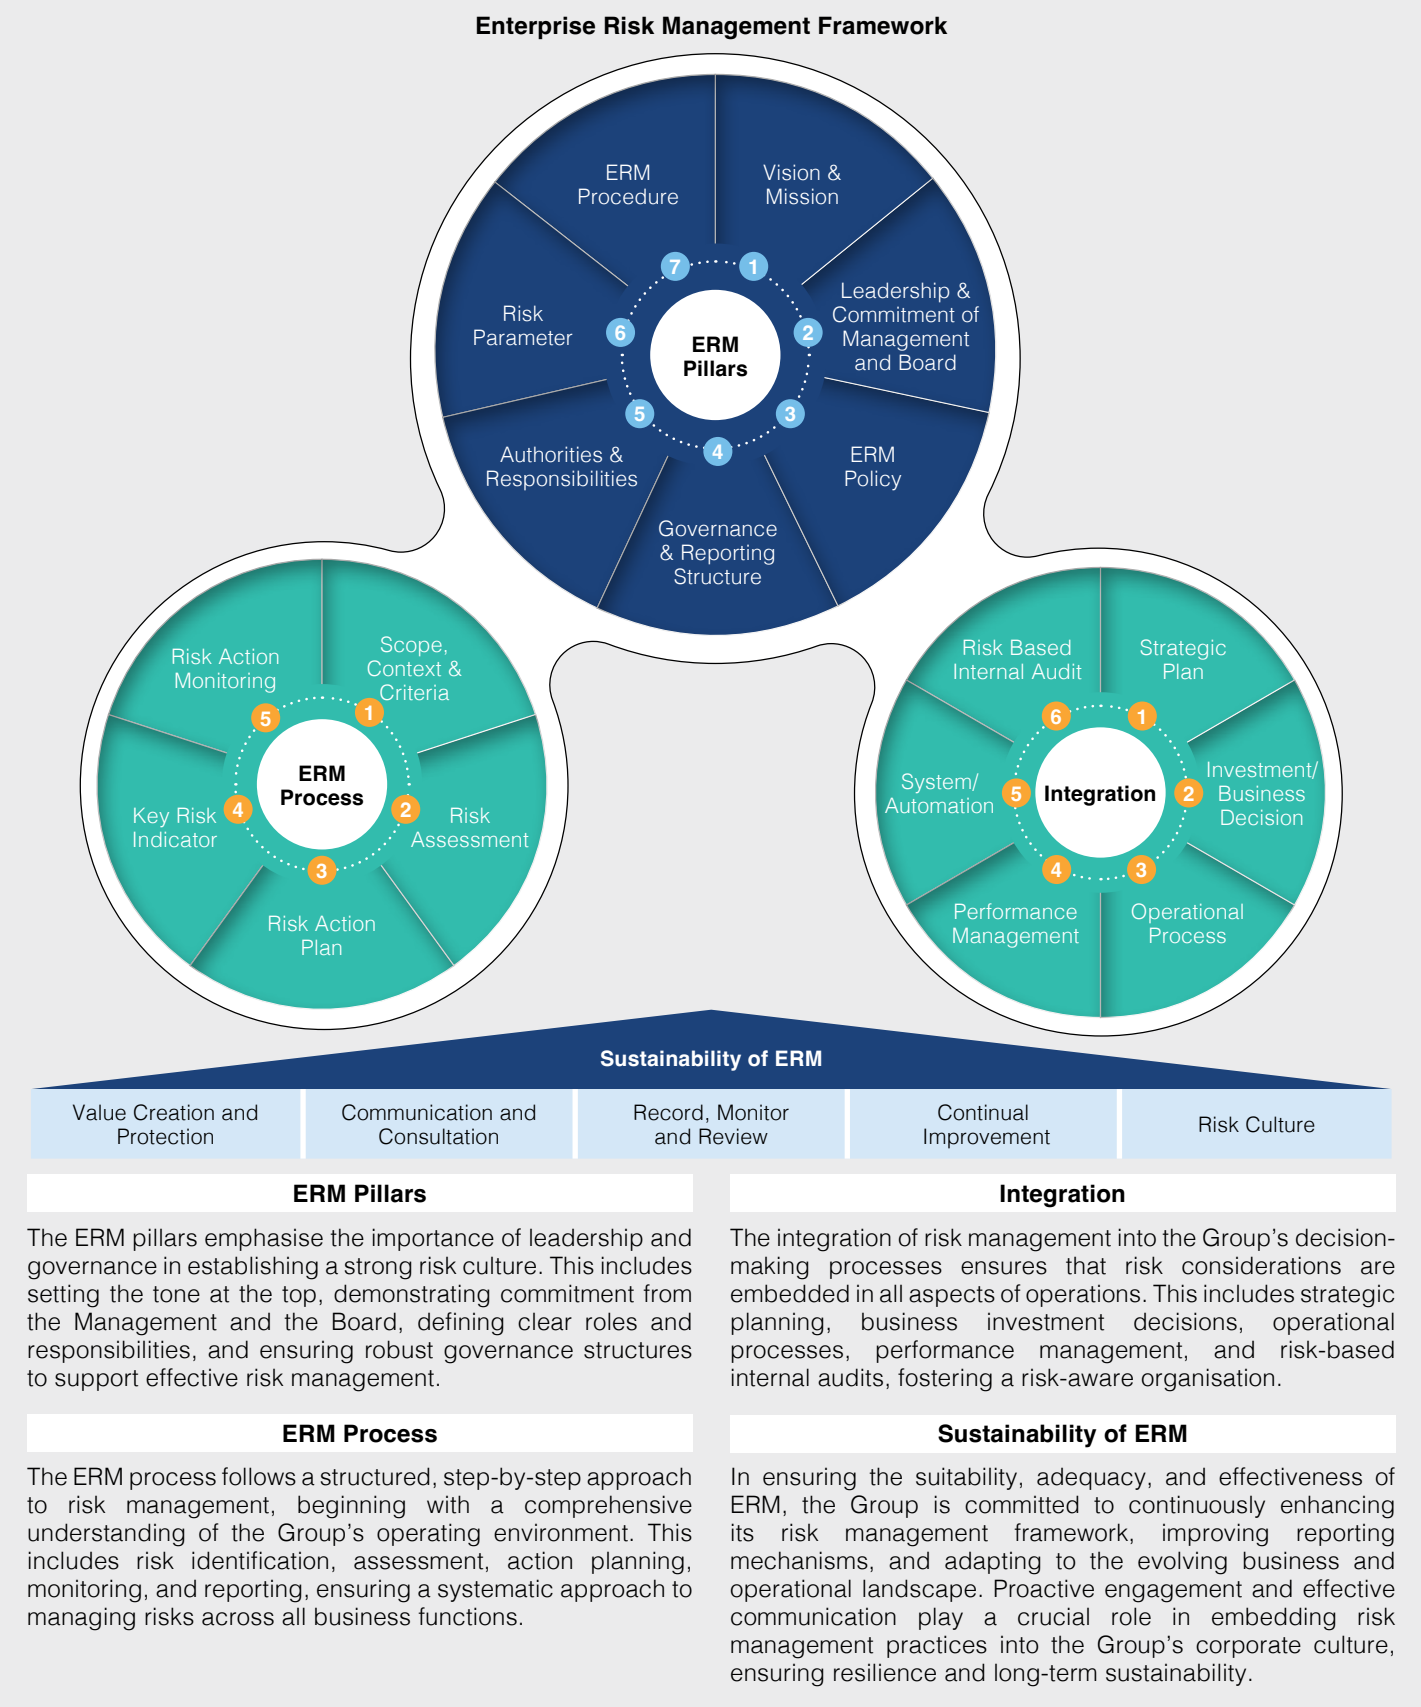 Enterprise Risk Management Framework
ERM
Procedure
7
Vision &
Mission
1
Leadership &
Commitment of
Management
and Board
2
ERM
Policy
3
Governance
& Reporting
Structure
4
Authorities &
Responsibilities
5
Risk
Parameter
6
ERM
Pillars
Scope,
Context &
Criteria
1
Risk
Assessment
2
Risk Action
Plan
3
Key Risk
Indicator
4
Risk Action
Monitoring
5
ERM
Process
Strategic
Plan
1
Investment/
Business
Decision
2
Operational
Process
3
Performance
Management
4
System/
Automation
5
Risk Based
Internal Audit
6
Integration
Sustainability of ERM
Value Creation and
Protection
Communication and
Consultation
Record, Monitor
and Review
Continual
Improvement
Risk Culture
ERM Pillars
The ERM pillars emphasise the importance of leadership and
governance in establishing a strong risk culture. This includes
setting the tone at the top, demonstrating commitment from
the Management and the Board, defining clear roles and
responsibilities, and ensuring robust governance structures
to support effective risk management.
ERM Process
The ERM process follows a structured, step-by-step approach
to risk management, beginning with a comprehensive
understanding of the Group's operating environment. This
includes risk identification, assessment, action planning,
monitoring, and reporting, ensuring a systematic approach to
managing risks across all business functions.
Integration
The integration of risk management into the Group's decision-
making processes ensures that risk considerations are
embedded in all aspects of operations. This includes strategic
planning, business investment decisions, operational
processes, performance management, and risk-based
internal audits, fostering a risk-aware organisation.
Sustainability of ERM
In ensuring the suitability, adequacy, and effectiveness of
ERM, the Group is committed to continuously enhancing
its risk management framework, improving reporting
mechanisms, and adapting to the evolving business and
operational landscape. Proactive engagement and effective
communication play a crucial role in embedding risk
management practices into the Group's corporate culture,
ensuring resilience and long-term sustainability.